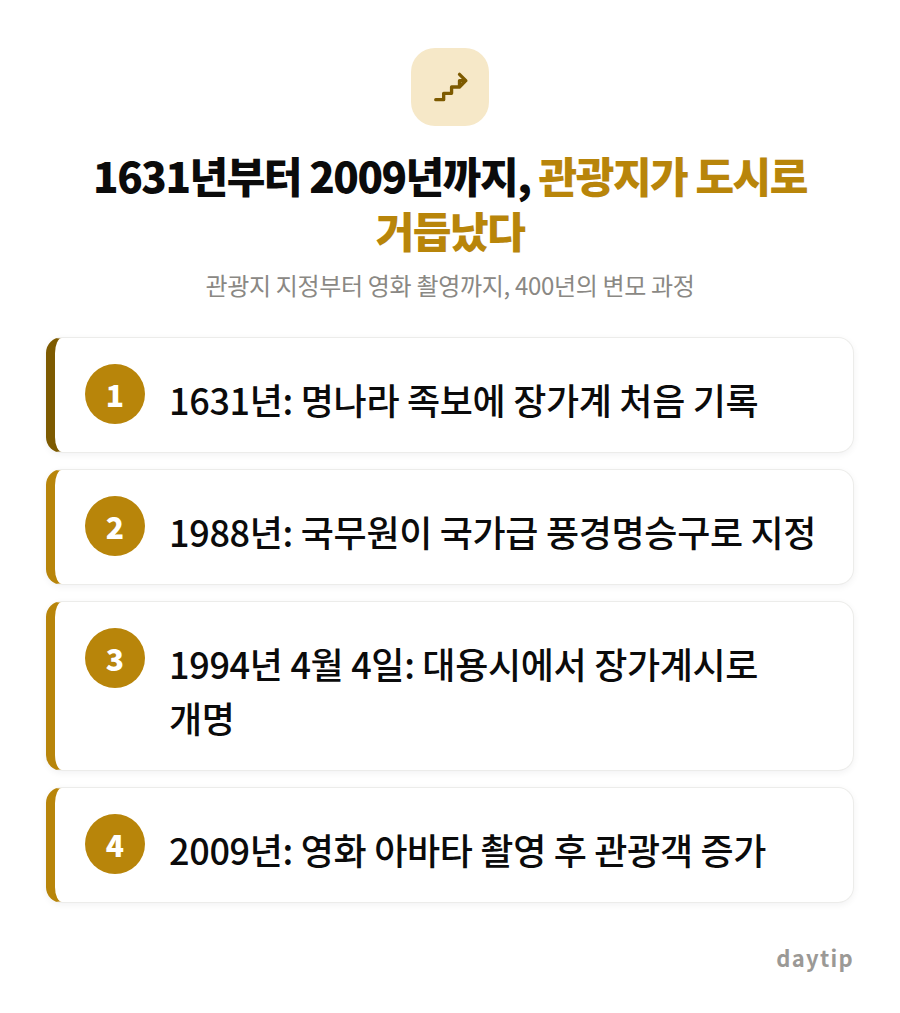 1631년부터 2009년까지, 관광지가 도시로
거듭났다
관광지 지정부터 영화 촬영까지, 400년의 변모 과정
1
1631년: 명나라 족보에 장가계 처음 기록
2
1988년: 국무원이 국가급 풍경명승구로 지정
3
1994년 4월 4일: 대용시에서 장가계시로
개명
4
2009년: 영화 아바타 촬영 후 관광객 증가
daytip